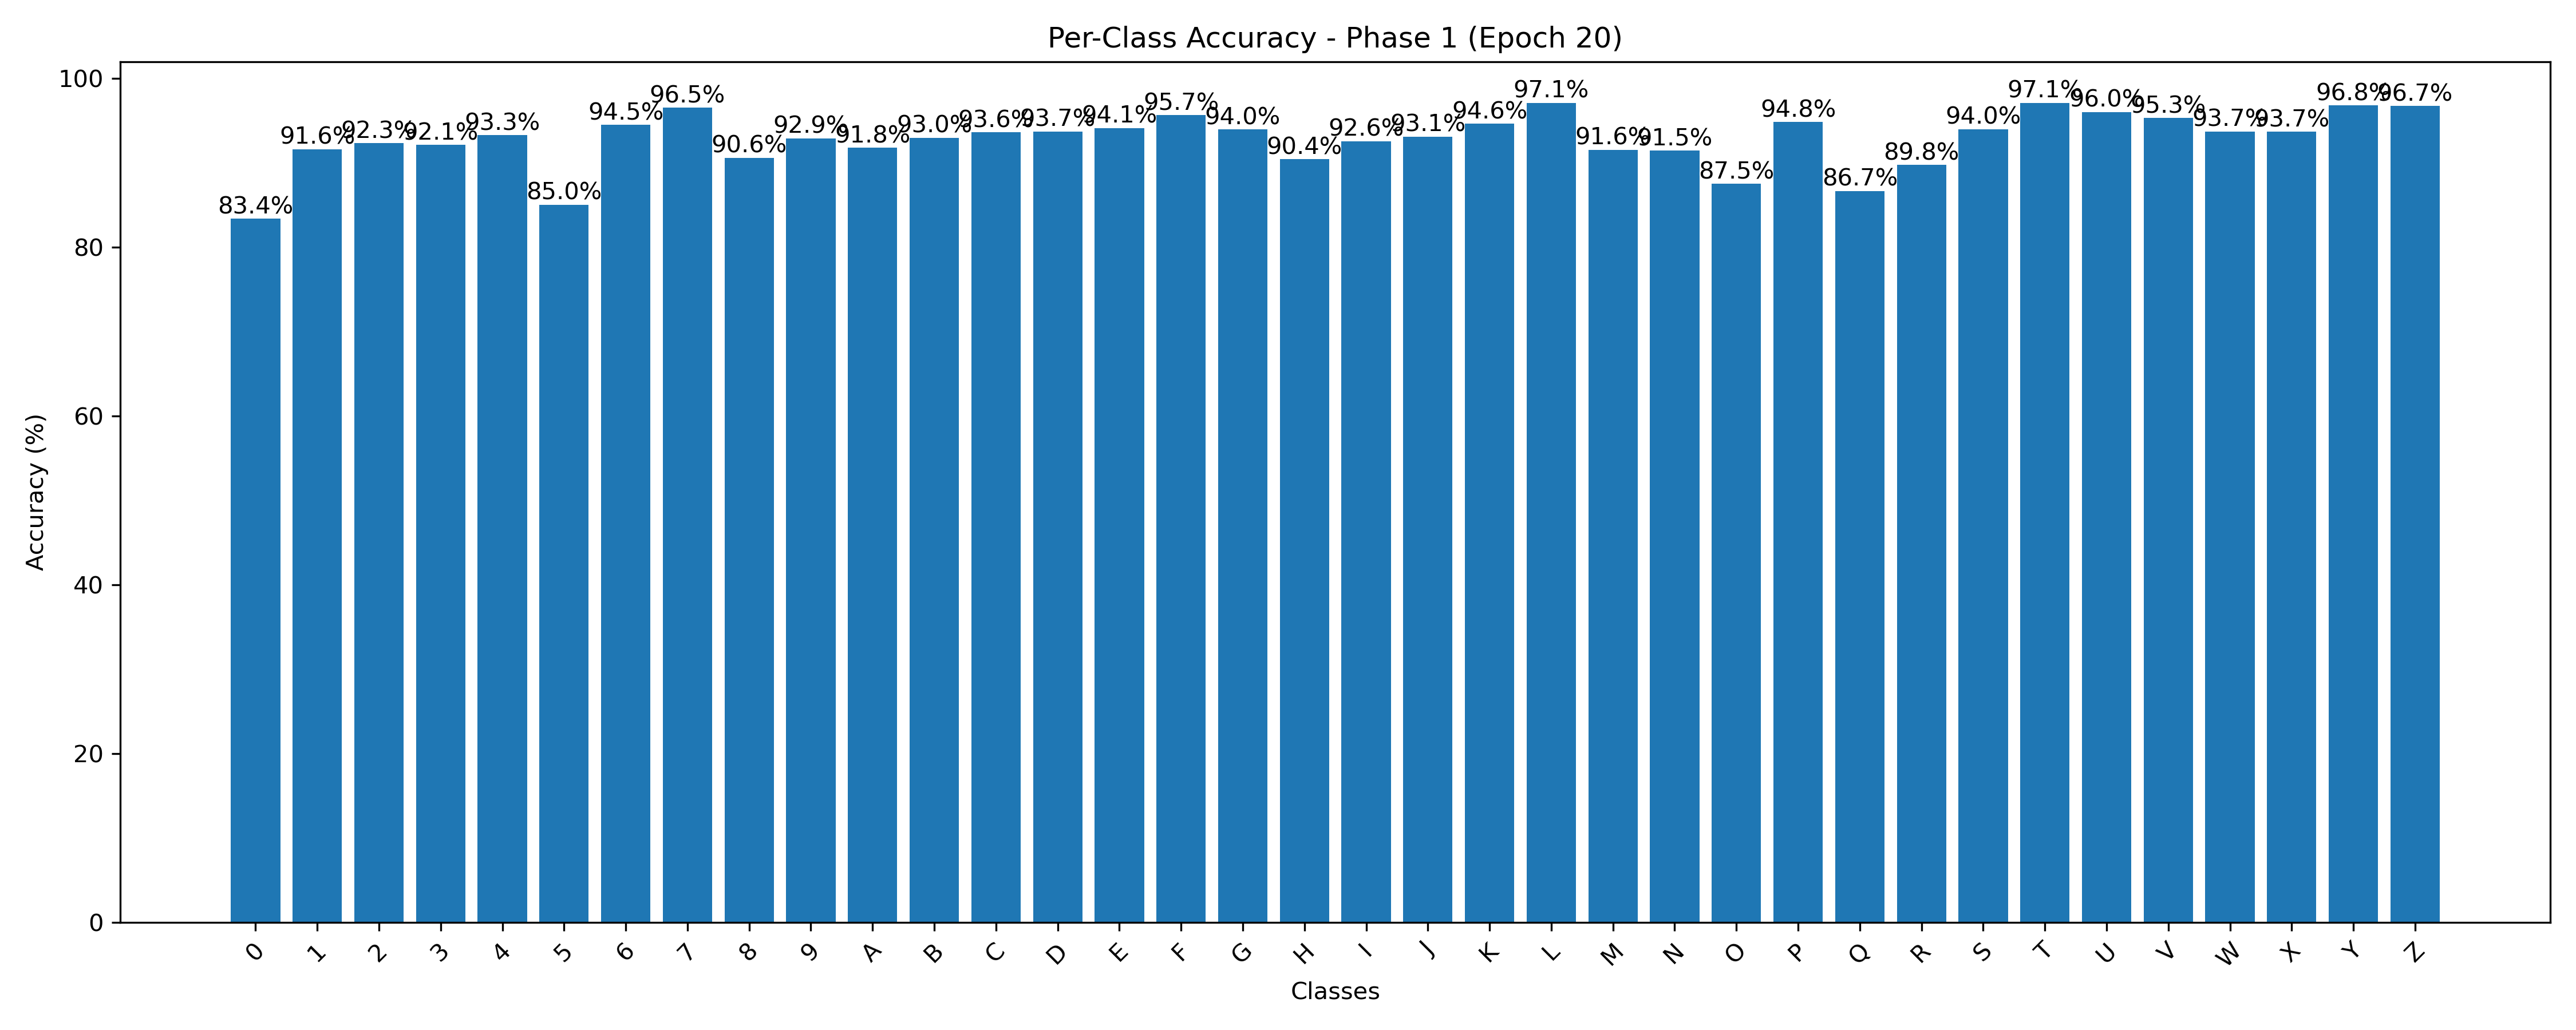 Per-Class Accuracy - Phase 1 (Epoch 20)
100
80
60
40
20
0
Accuracy (%)
83.4% 91.6% 92.3% 92.1% 93.3% 85.0% 94.5% 96.5% 90.6% 92.9% 91.8% 93.0% 93.6% 93.7% 94.1% 95.7% 94.0% 90.4% 92.6% 93.1% 94.6% 97.1% 91.6% 91.5% 87.5% 94.8% 86.7% 89.8% 94.0% 97.1% 96.0% 95.3% 93.7% 93.7% 96.8% 96.7%
0 1 2 3 4 5 6 7 8 9 A B C D E F G H I J K L M N O P Q R S T U V W X Y Z
Classes